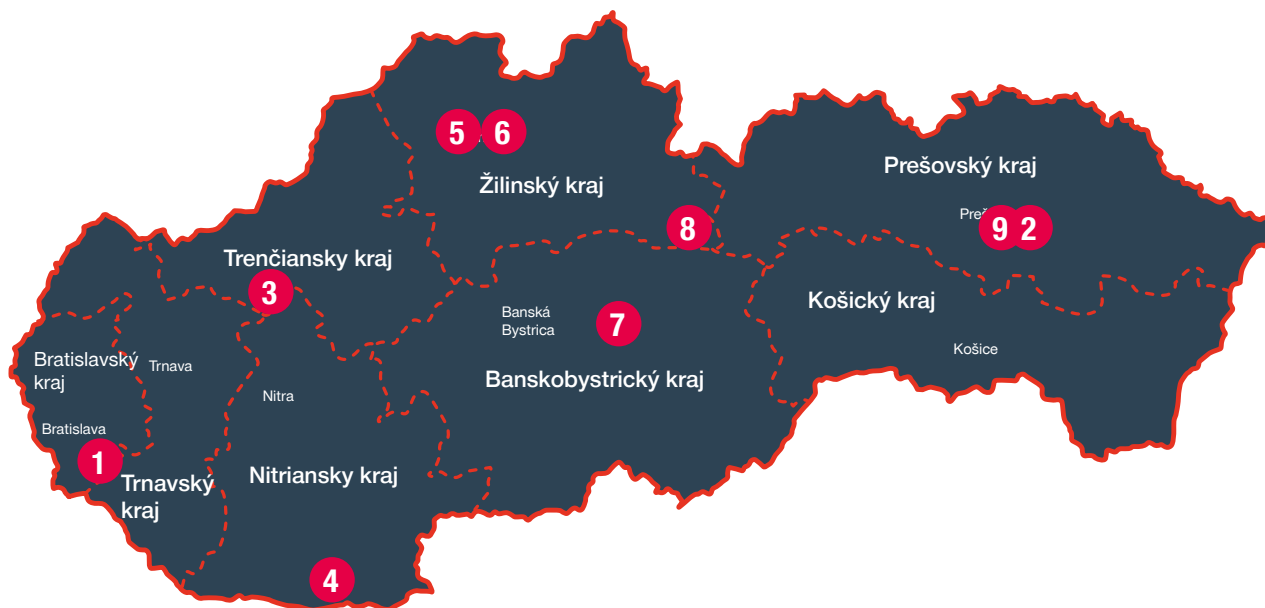 5
6
Prešovský kraj
Žilinský kraj
Preš
9
2
8
Trenčiansky kraj
3
Košický kraj
Banská
Bystrica
7
Košice
Bratislavský
kraj
Trnava
Banskobystrický kraj
Nitra
Bratislava
1
Nitriansky kraj
Trnavský
kraj
4